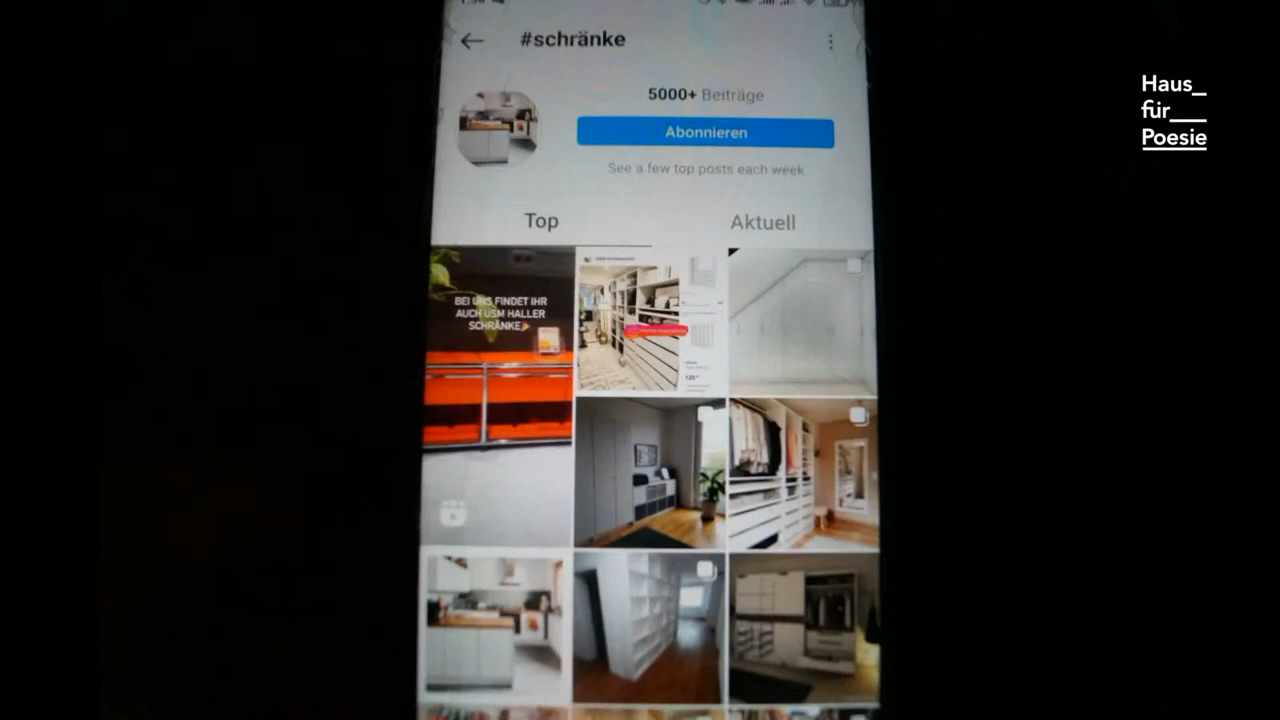 #schränke
5000+ Beiträge
Abonnieren
See a few top posts each week
Top
Aktuell
BEI UNS FINDET IHR
AUCH USM HALLER
SCHRÄNKE
Haus_
für__
Poesie